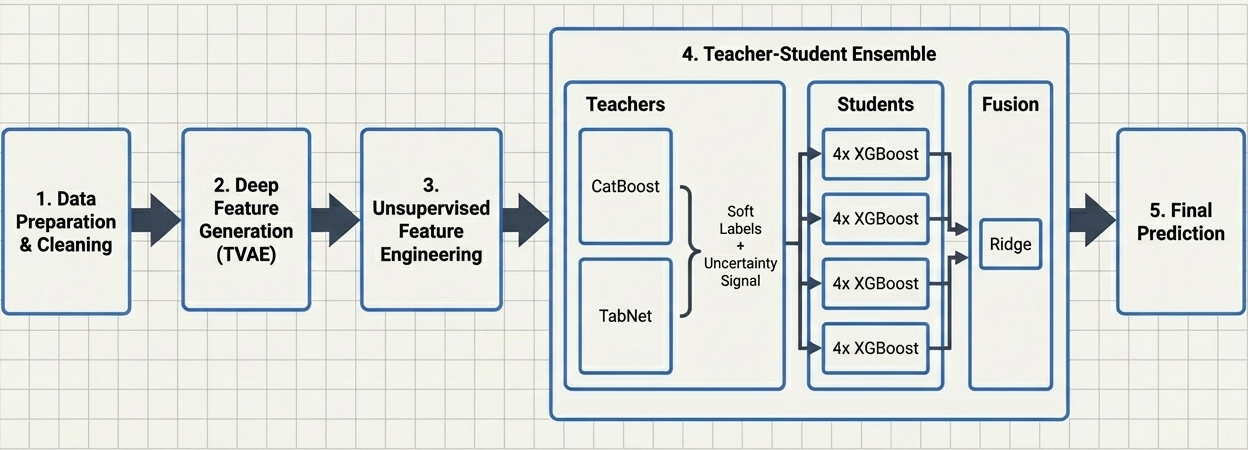 1. Data
Preparation
& Cleaning
2. Deep
Feature
Generation
(TVAE)
3.
Unsupervised
Feature
Engineering
4. Teacher-Student Ensemble
Teachers
CatBoost
TabNet
Soft
Labels
+
Uncertainty
Signal
Students
4x XGBoost
4x XGBoost
4x XGBoost
4x XGBoost
Fusion
Ridge
5. Final
Prediction